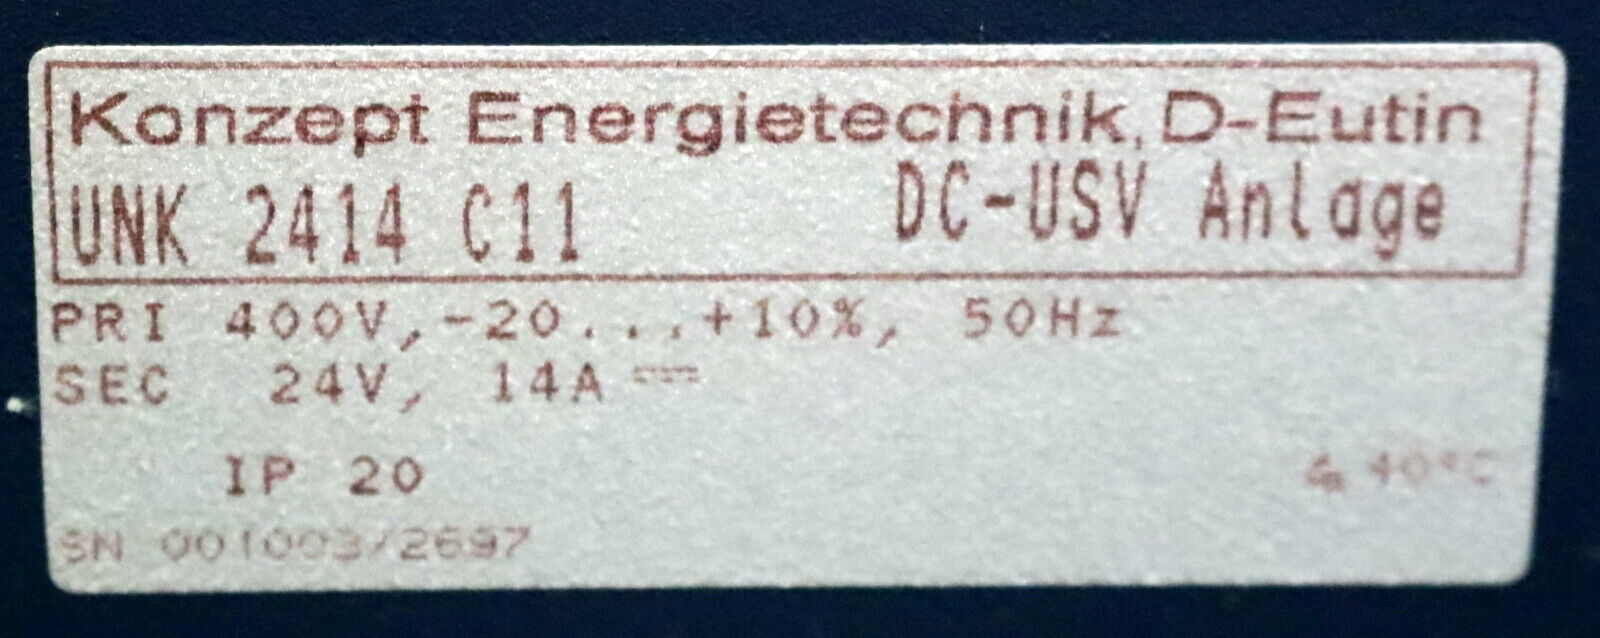 Konzept Energietechnik, D-Eutin
UNK 2414 C11 DC-USV Anlage
PRI 400V,-20...+10%, 50Hz
SEC 24V, 14A ⎓
IP 20 40°C
SN 001003/2697